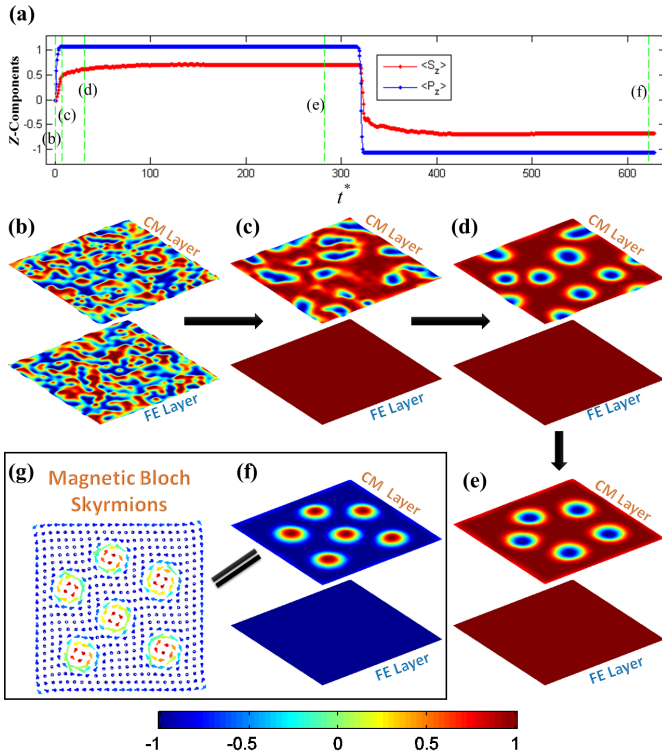 (a)
Z-Components
1
0.5
0
-0.5
-1
(b)
(c)
(d)
(e)
(f)
<S_z>
<P_z>
0
100
200
300
400
500
600
t*
(b)
CM Layer
FE Layer
(c)
CM Layer
FE Layer
(d)
CM Layer
FE Layer
(g)
Magnetic Bloch
Skyrmions
(f)
CM Layer
FE Layer
(e)
CM Layer
FE Layer
-1
-0.5
0
0.5
1